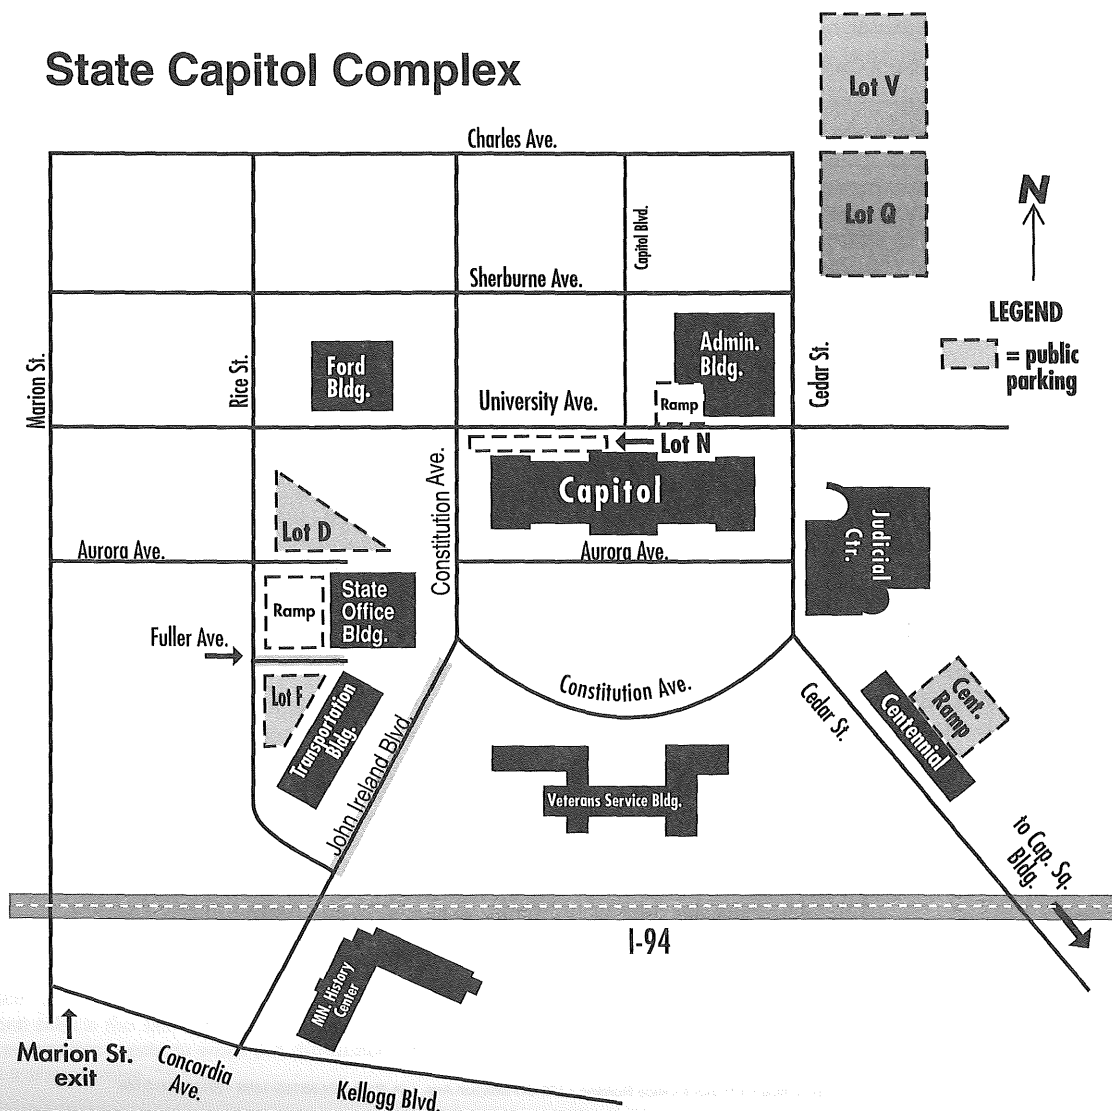 State Capitol Complex
Lot V
Charles Ave.
N
Lot Q
Capitol Blvd.
Sherburne Ave.
LEGEND
= public
parking
Marion St.
Rice St.
Ford
Bldg.
Admin.
Bldg.
Cedar St.
University Ave.
Ramp
Lot N
Constitution Ave.
Capitol
Lot D
Judicial
Ctr.
Aurora Ave.
Aurora Ave.
Ramp
State
Office
Bldg.
Fuller Ave.
Lot F
Transportation
Bldg.
John Ireland Blvd.
Constitution Ave.
Cedar St.
Cent.
Ramp
Centennial
Veterans Service Bldg.
to Cap. Sq.
Bldg.
I-94
MN. History
Center
Marion St.
exit
Concordia
Ave.
Kellogg Blvd.